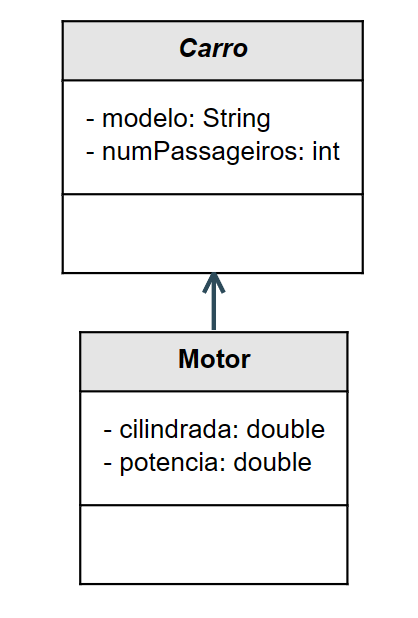 Carro
- modelo: String
- numPassageiros: int
Motor
- cilindrada: double
- potencia: double